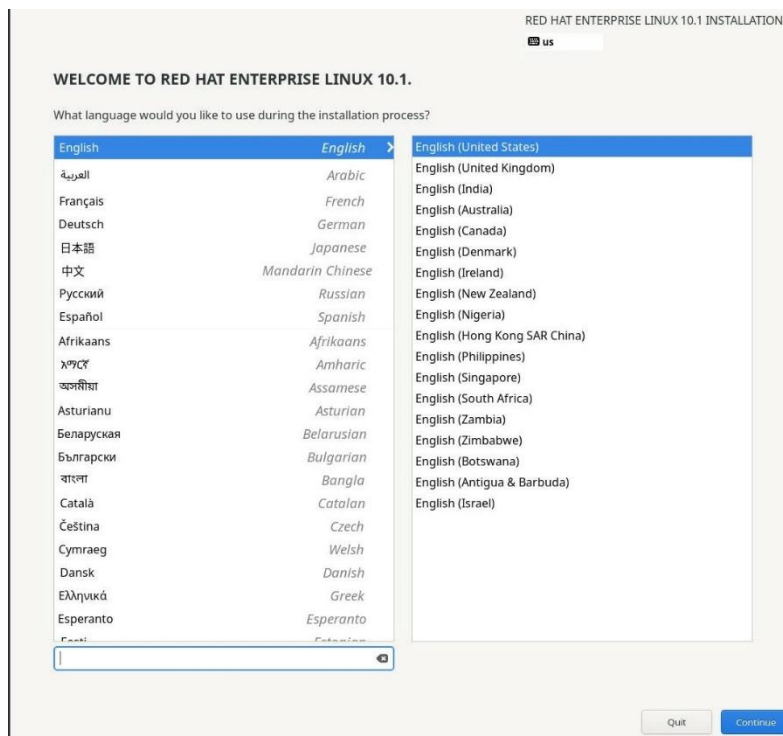 RED HAT ENTERPRISE LINUX 10.1 INSTALLATION
us
WELCOME TO RED HAT ENTERPRISE LINUX 10.1.
What language would you like to use during the installation process?
English English
العربية Arabic
Français French
Deutsch German
日本語 Japanese
中文 Mandarin Chinese
Русский Russian
Español Spanish
Afrikaans Afrikaans
አማርኛ Amharic
অসমীয়া Assamese
Asturianu Asturian
Беларуская Belarusian
Български Bulgarian
বাংলা Bangla
Català Catalan
Čeština Czech
Cymraeg Welsh
Dansk Danish
Ελληνικά Greek
Esperanto Esperanto
Eesti Estonian
English (United States)
English (United Kingdom)
English (India)
English (Australia)
English (Canada)
English (Denmark)
English (Ireland)
English (New Zealand)
English (Nigeria)
English (Hong Kong SAR China)
English (Philippines)
English (Singapore)
English (South Africa)
English (Zambia)
English (Zimbabwe)
English (Botswana)
English (Antigua & Barbuda)
English (Israel)
Quit
Continue